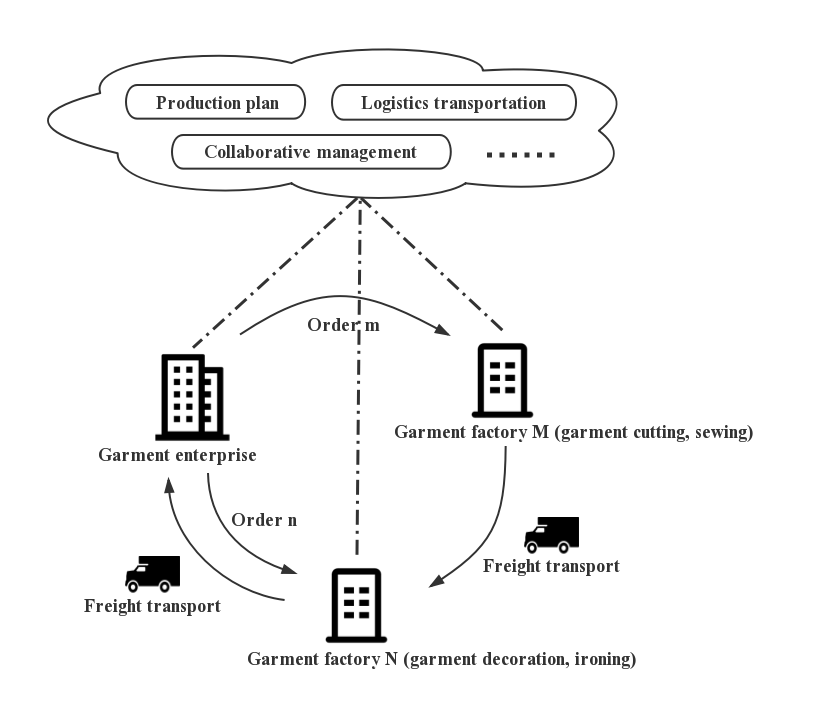 Production plan
Logistics transportation
Collaborative management
......
Order m
Garment factory M (garment cutting, sewing)
Garment enterprise
Order n
Freight transport
Freight transport
Garment factory N (garment decoration, ironing)